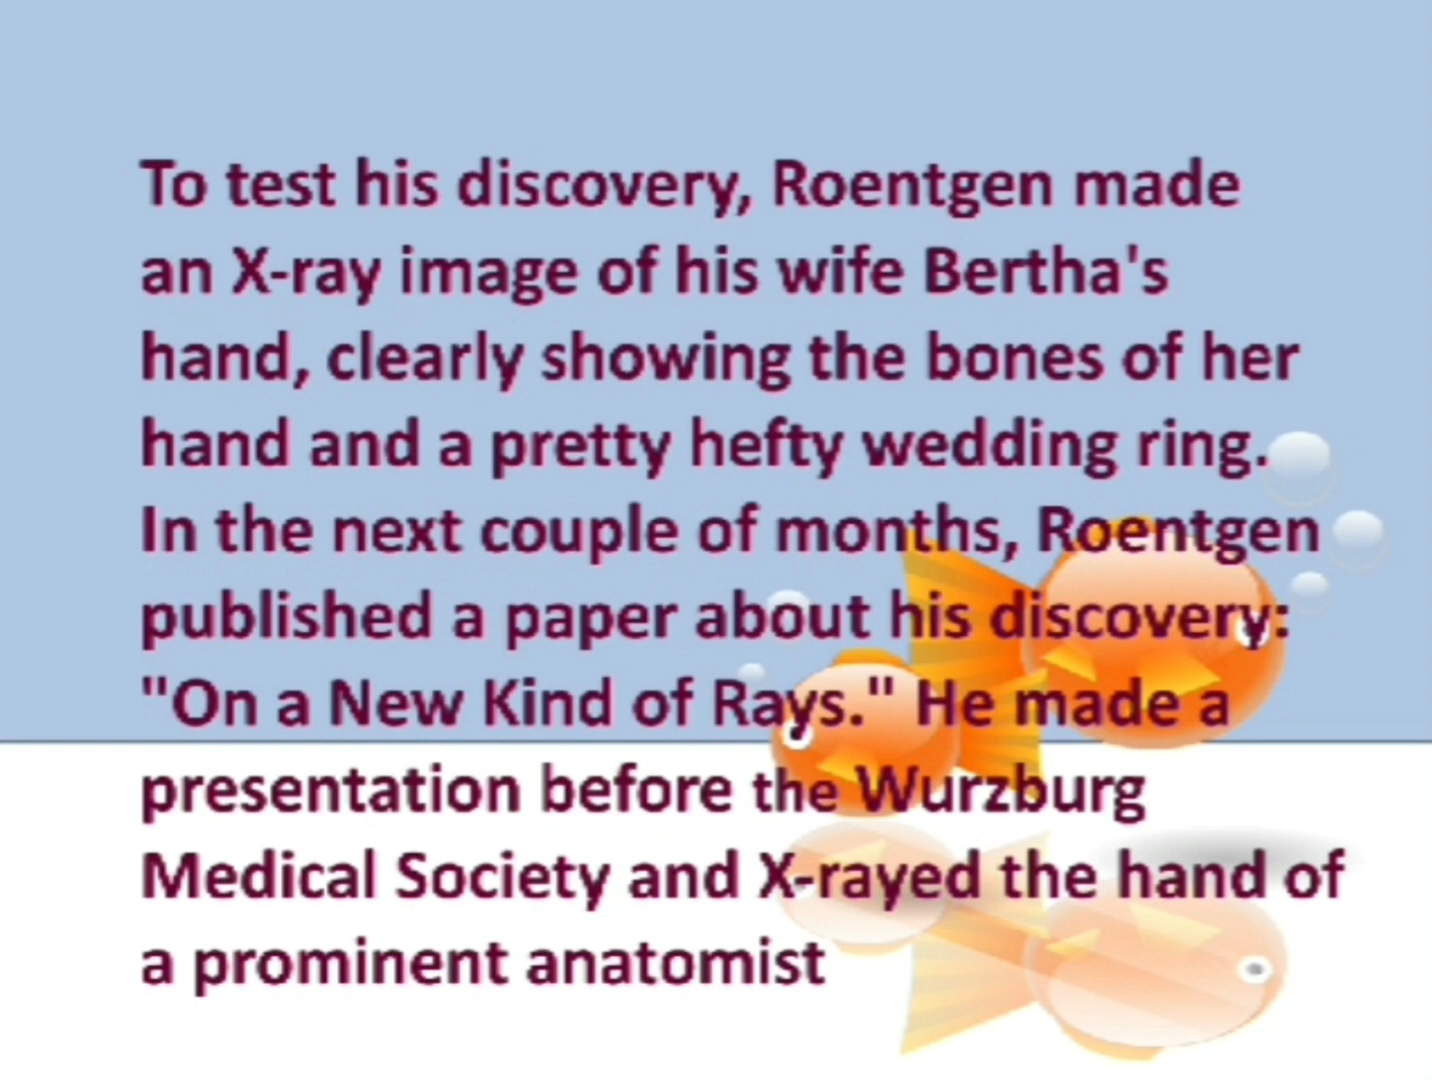 To test his discovery, Roentgen made
an X-ray image of his wife Bertha's
hand, clearly showing the bones of her
hand and a pretty hefty wedding ring.
In the next couple of months, Roentgen
published a paper about his discovery:
"On a New Kind of Rays." He made a
presentation before the Wurzburg
Medical Society and X-rayed the hand of
a prominent anatomist